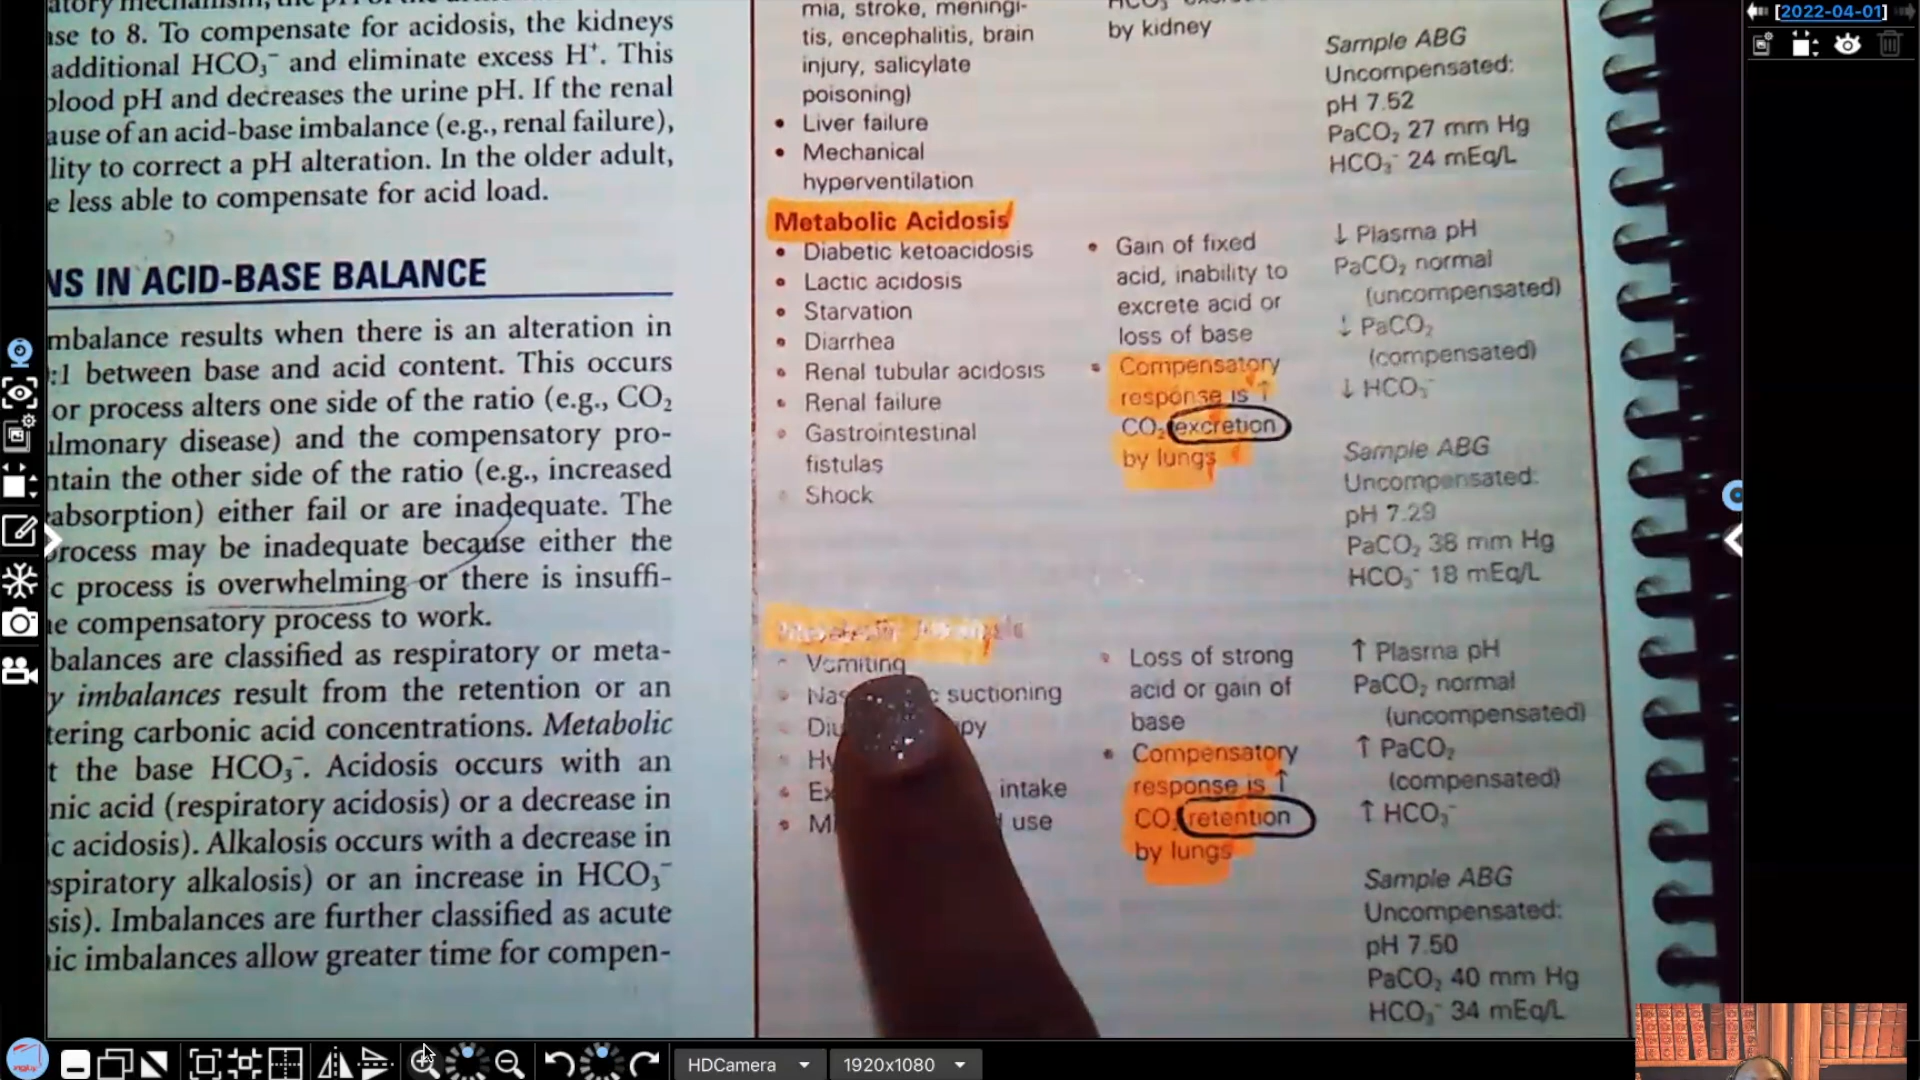 ase to 8. To compensate for acidosis, the kidneys
additional HCO₃⁻ and eliminate excess H⁺. This
blood pH and decreases the urine pH. If the renal
ause of an acid-base imbalance (e.g., renal failure),
lity to correct a pH alteration. In the older adult,
e less able to compensate for acid load.
NS IN ACID-BASE BALANCE
mbalance results when there is an alteration in
:1 between base and acid content. This occurs
or process alters one side of the ratio (e.g., CO₂
ulmonary disease) and the compensatory pro-
ntain the other side of the ratio (e.g., increased
absorption) either fail or are inadequate. The
process may be inadequate because either the
c process is overwhelming or there is insuffi-
e compensatory process to work.
balances are classified as respiratory or meta-
y imbalances result from the retention or an
tering carbonic acid concentrations. Metabolic
t the base HCO₃⁻. Acidosis occurs with an
nic acid (respiratory acidosis) or a decrease in
c acidosis). Alkalosis occurs with a decrease in
spiratory alkalosis) or an increase in HCO₃⁻
sis). Imbalances are further classified as acute
ic imbalances allow greater time for compen-
mia, stroke, meningi-
tis, encephalitis, brain
injury, salicylate
poisoning)
• Liver failure
• Mechanical
hyperventilation
by kidney
Sample ABG
Uncompensated:
pH 7.52
PaCO₂ 27 mm Hg
HCO₃⁻ 24 mEq/L
Metabolic Acidosis
• Diabetic ketoacidosis
• Lactic acidosis
• Starvation
• Diarrhea
• Renal tubular acidosis
• Renal failure
• Gastrointestinal
fistulas
• Shock
• Gain of fixed
acid, inability to
excrete acid or
loss of base
• Compensatory
response is ↑
CO₂ excretion
by lungs
↓ Plasma pH
PaCO₂ normal
(uncompensated)
↓ PaCO₂
(compensated)
↓ HCO₃⁻
Sample ABG
Uncompensated:
pH 7.29
PaCO₂ 38 mm Hg
HCO₃⁻ 18 mEq/L
• Vomiting
suctioning
intake
use
• Loss of strong
acid or gain of
base
• Compensatory
response is ↑
CO₂ retention
by lungs
↑ Plasma pH
PaCO₂ normal
(uncompensated)
↑ PaCO₂
(compensated)
↑ HCO₃⁻
Sample ABG
Uncompensated:
pH 7.50
PaCO₂ 40 mm Hg
HCO₃⁻ 34 mEq/L
[2022-04-01]
HDCamera
1920x1080